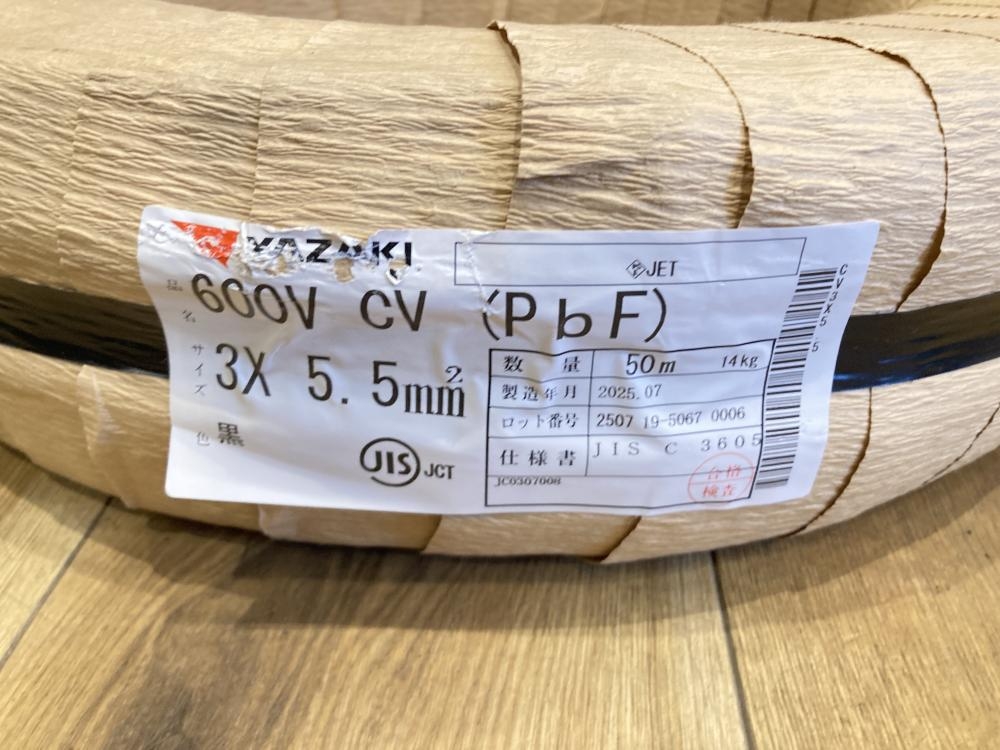 YAZAKI
JET
品名 600V CV (PbF)
サイズ 3X 5.5mm²
色 黒
JIS JCT
数量 50m 14kg
製造年月 2025.07
ロット番号 2507 19-5067 0006
仕様書 JIS C 3605
JC0307008
合格
検査
CV3X5.5